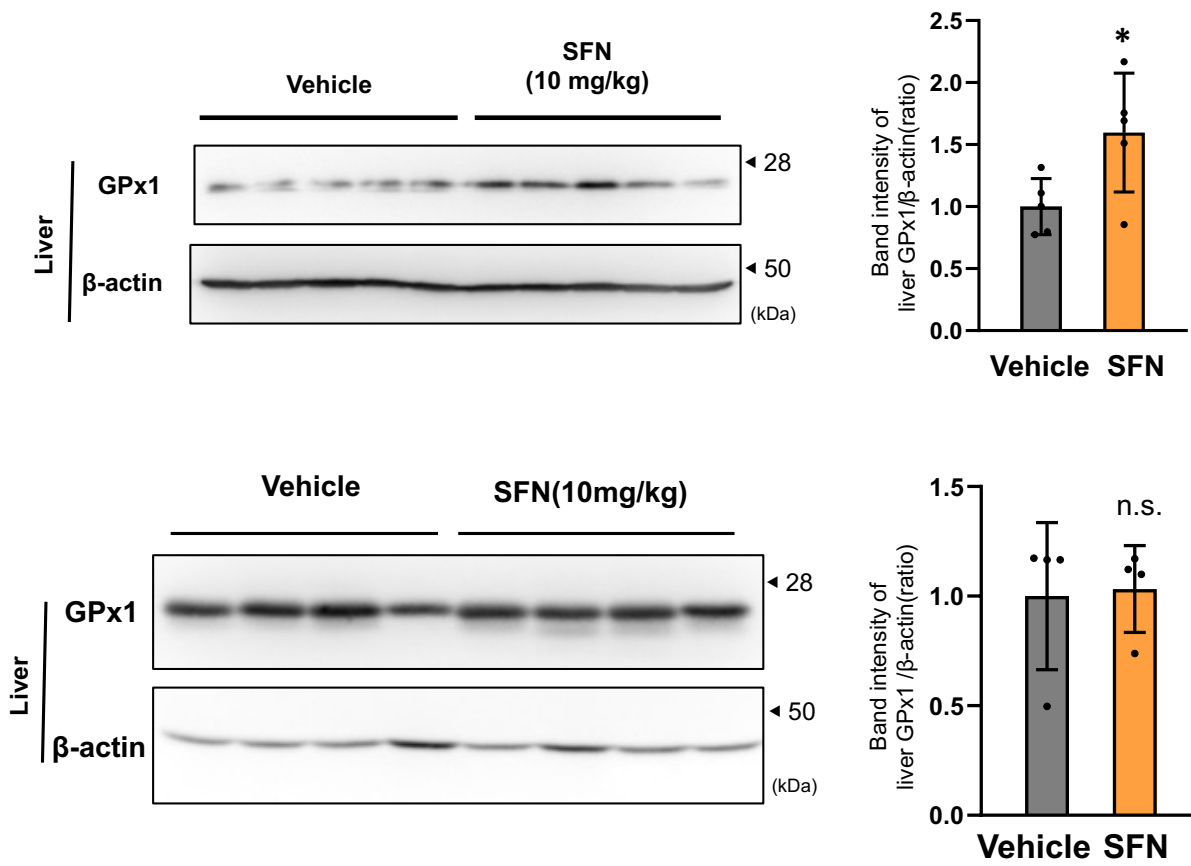 SFN
(10 mg/kg)
Vehicle
Liver
GPx1
◄ 28
β-actin
◄ 50
(kDa)
Band intensity of
liver GPx1/β-actin(ratio)
2.5
2.0
1.5
1.0
0.5
0.0
*
Vehicle SFN
Vehicle
SFN(10mg/kg)
Liver
GPx1
◄ 28
β-actin
◄ 50
(kDa)
Band intensity of
liver GPx1 /β-actin(ratio)
1.5
1.0
0.5
0.0
n.s.
Vehicle SFN